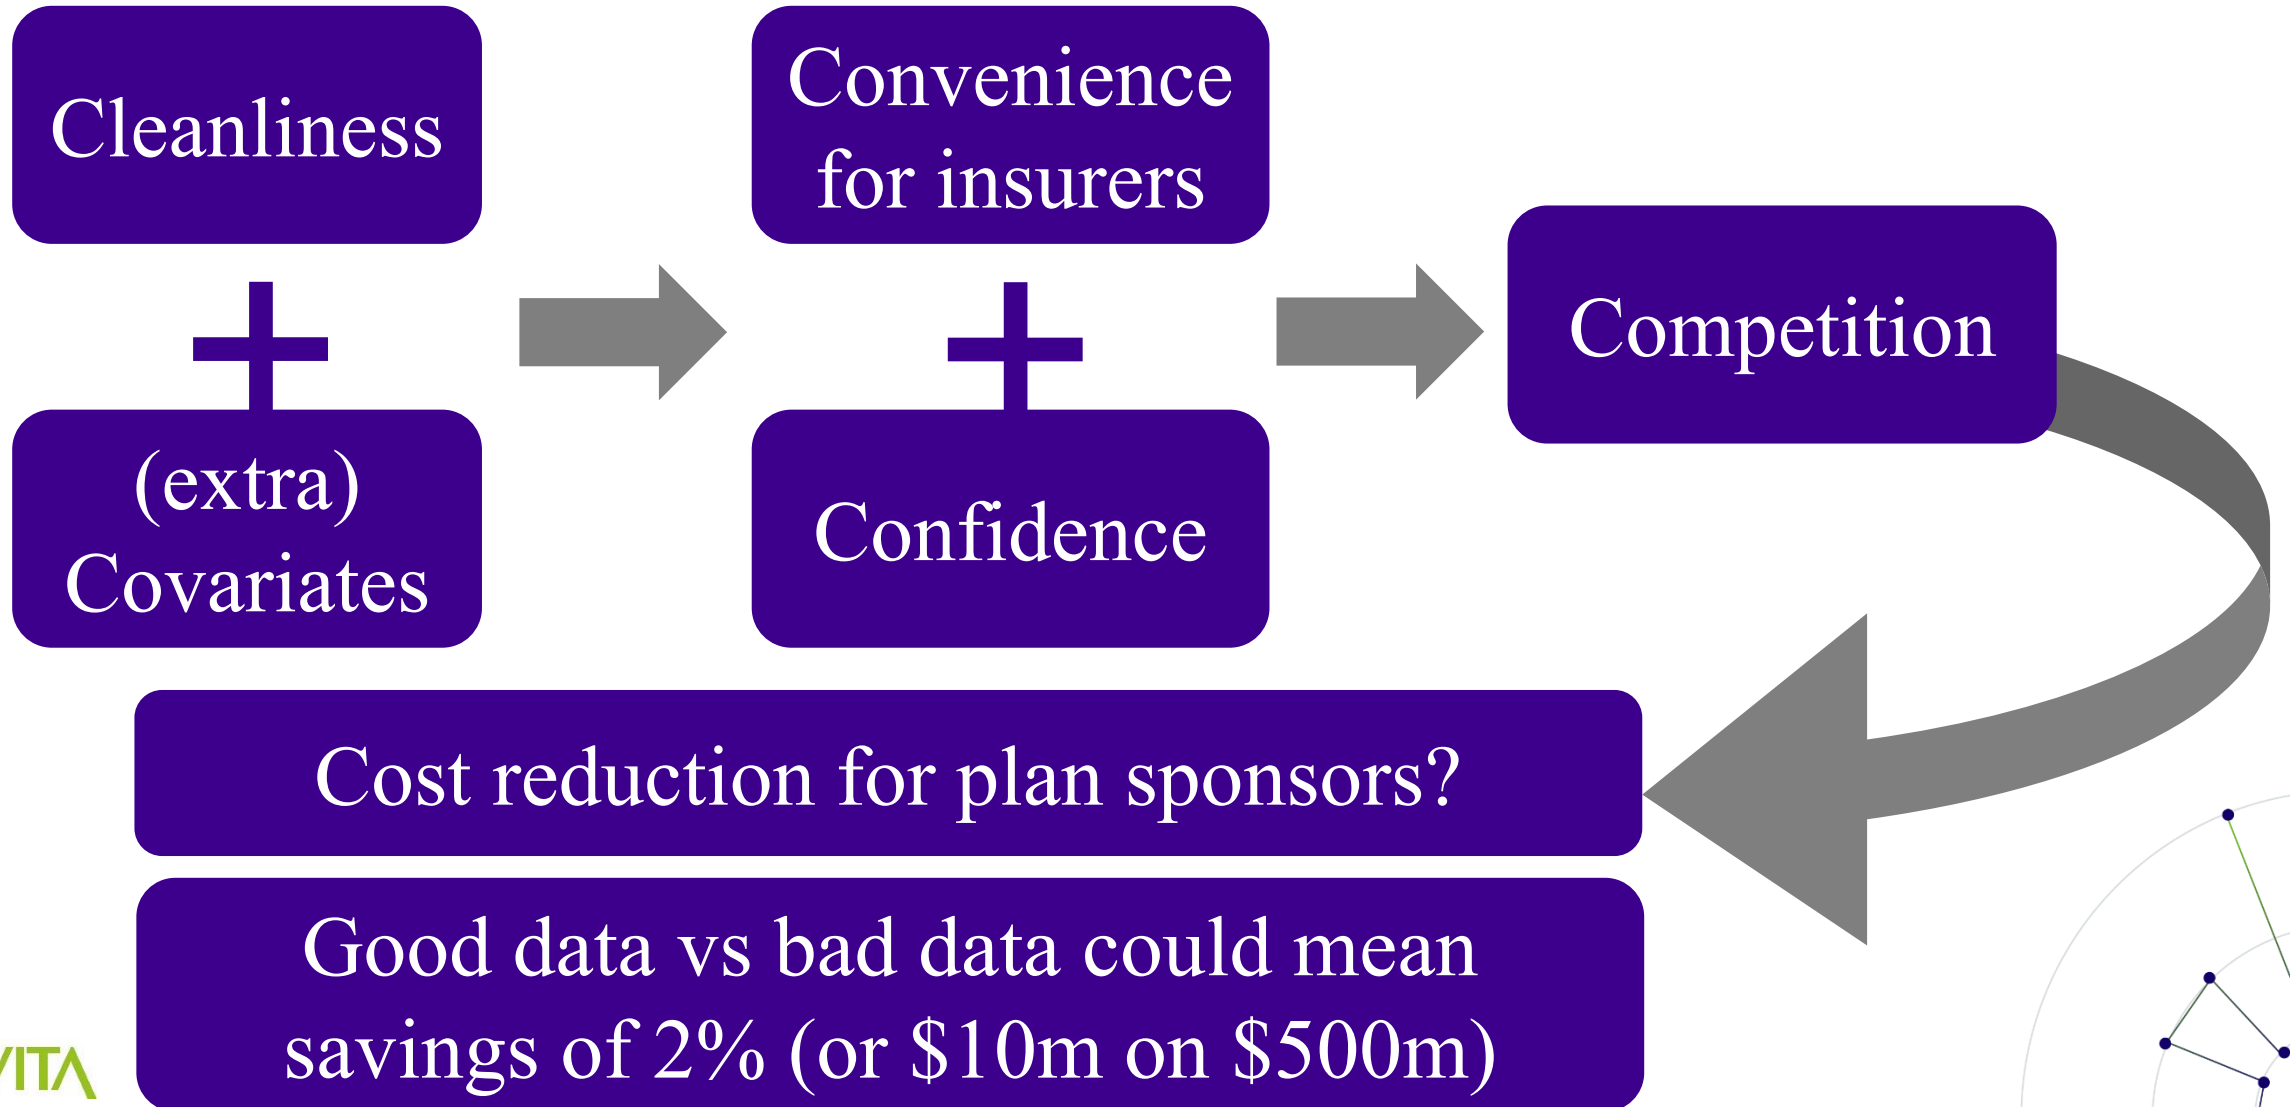 Cleanliness
(extra)
Covariates
Convenience
for insurers
Confidence
Competition
Cost reduction for plan sponsors?
Good data vs bad data could mean
savings of 2% (or $10m on $500m)